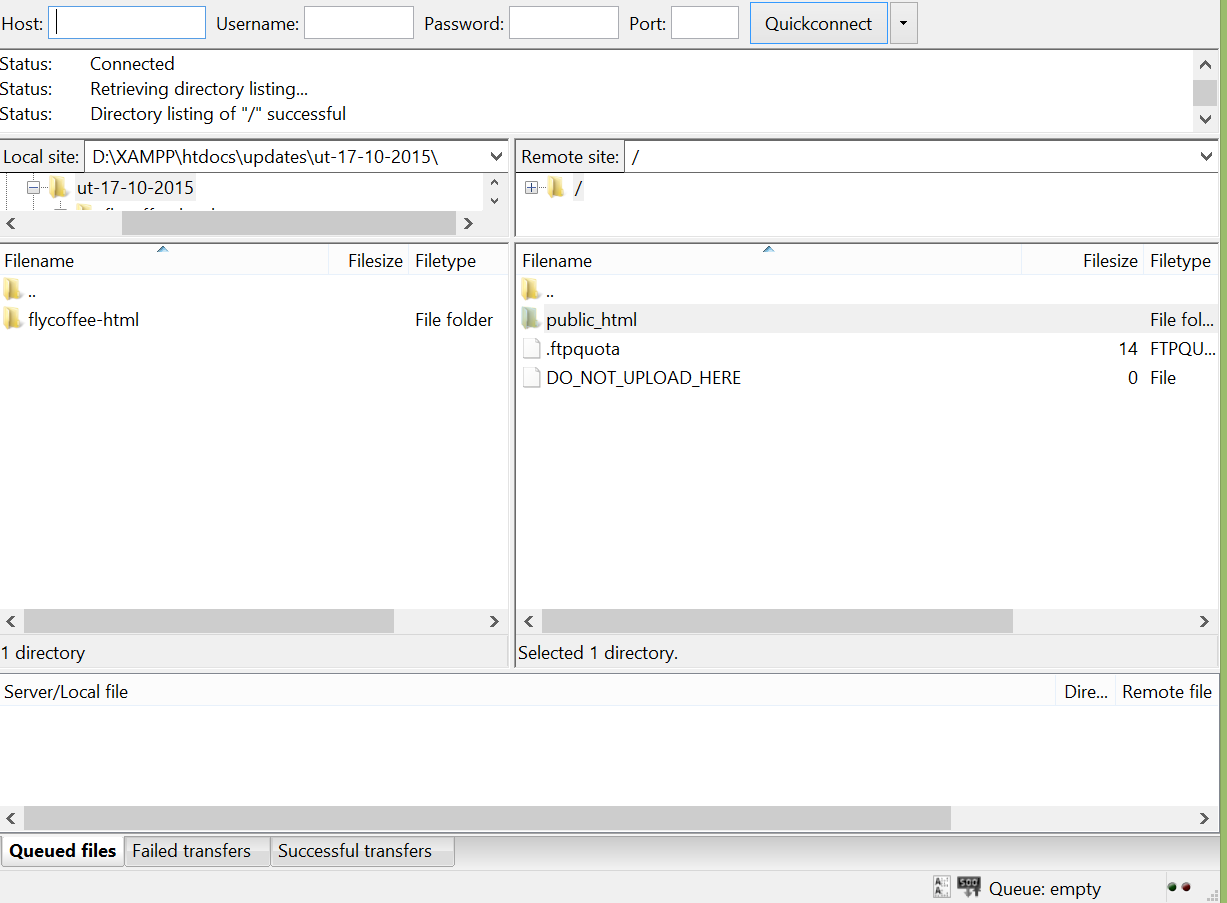 Host: Username: Password: Port: Quickconnect
Status: Connected
Status: Retrieving directory listing...
Status: Directory listing of "/" successful
Local site: D:\XAMPP\htdocs\updates\ut-17-10-2015\
Remote site: /
ut-17-10-2015
/
Filename Filesize Filetype
..
flycoffee-html File folder
1 directory
Filename Filesize Filetype
..
public_html File fol...
.ftpquota 14 FTPQU...
DO_NOT_UPLOAD_HERE 0 File
Selected 1 directory.
Server/Local file Dire... Remote file
Queued files Failed transfers Successful transfers
Queue: empty